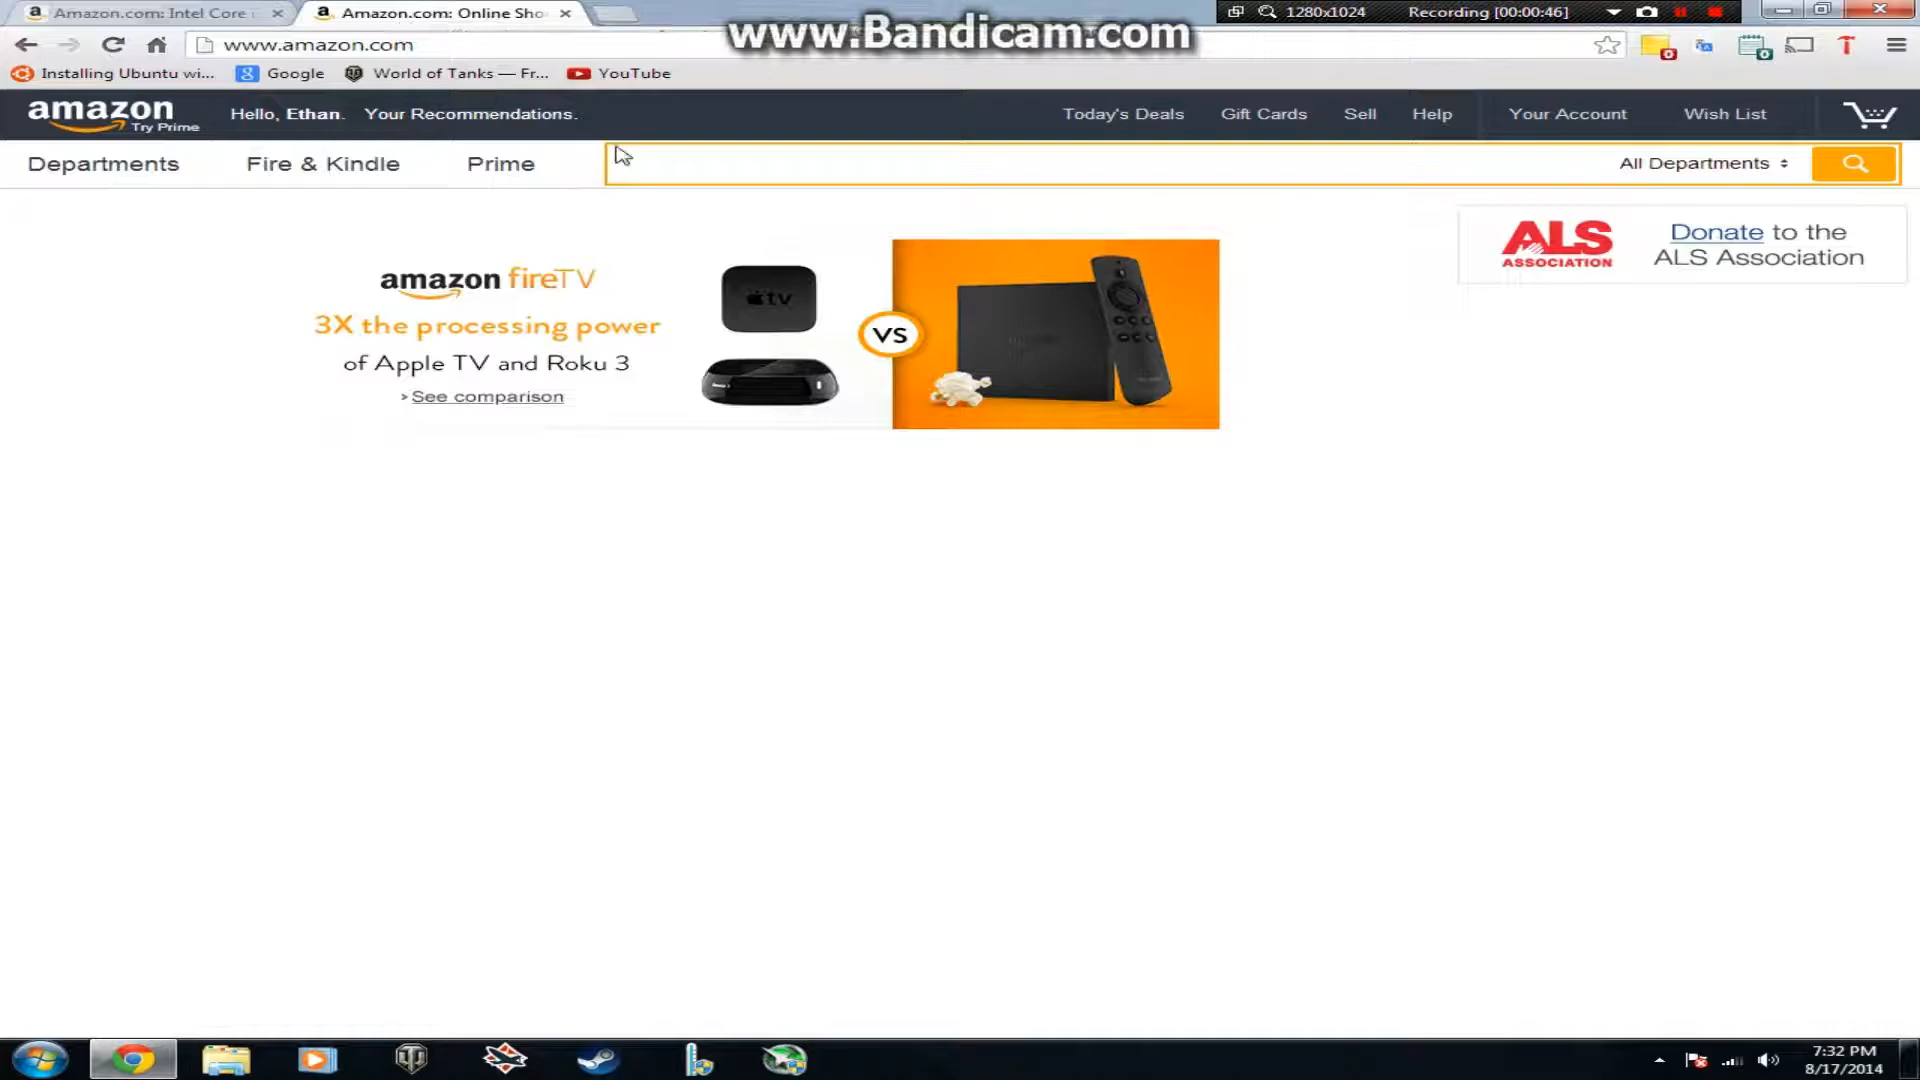 Amazon.com: Intel Core
Amazon.com: Online Sho
www.Bandicam.com
1280x1024
Recording [00:00:46]
www.amazon.com
0
0
Installing Ubuntu wi...
Google
World of Tanks — Fr...
YouTube
amazon
Try Prime
Hello, Ethan. Your Recommendations.
Today's Deals
Gift Cards
Sell
Help
Your Account
Wish List
Departments
Fire & Kindle
Prime
All Departments
amazon fireTV
3X the processing power
of Apple TV and Roku 3
See comparison
tv
VS
ALS
ASSOCIATION
Donate to the
ALS Association
7:32 PM
8/17/2014